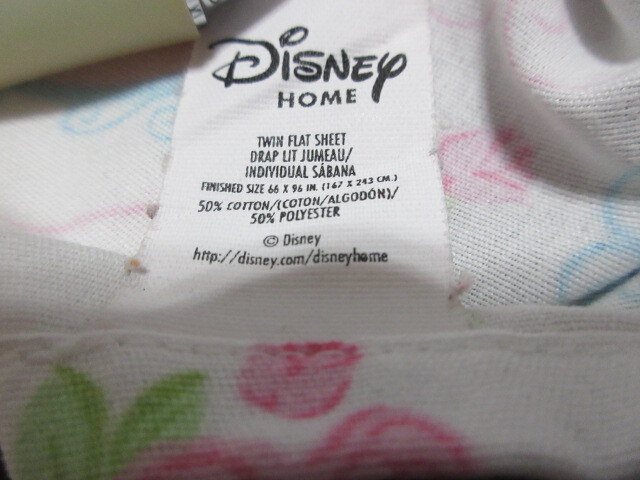 Disney
HOME
TWIN FLAT SHEET
DRAP LIT JUMEAU/
INDIVIDUAL SÁBANA
FINISHED SIZE 66 X 96 IN. (167 X 243 CM.)
50% COTTON/(COTON/ALGODÓN)/
50% POLYESTER
© Disney
http://disney.com/disneyhome